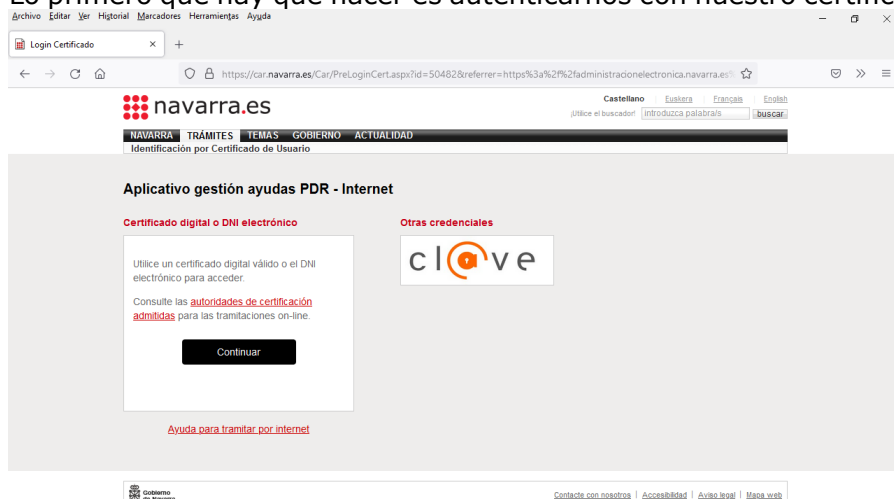 Lo primero que hay que hacer es autenticarnos con nuestro
Archivo Editar Ver Historial Marcadores Herramientas Ayuda
Login Certificado
https://car.navarra.es/Car/PreLoginCert.aspx?id=50482&referrer=https%3a%2f%2fadministracionelectronica.navarra.es%
navarra.es
Castellano | Euskera | Français | English
¡Utilice el buscador! introduzca palabra/s buscar
NAVARRA TRÁMITES TEMAS GOBIERNO ACTUALIDAD
Identificación por Certificado de Usuario
Aplicativo gestión ayudas PDR - Internet
Certificado digital o DNI electrónico
Utilice un certificado digital válido o el DNI
electrónico para acceder.
Consulte las autoridades de certificación
admitidas para las tramitaciones on-line.
Continuar
Ayuda para tramitar por internet
Otras credenciales
cl@ve
Gobierno
de Navarra
Contacte con nosotros | Accesibilidad | Aviso legal | Mapa web